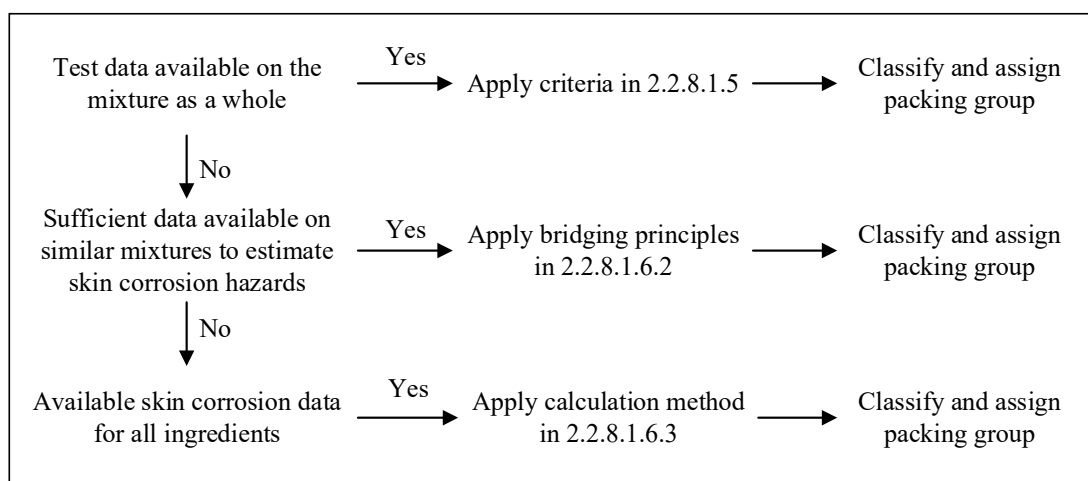 Test data available on the
mixture as a whole
Yes
Apply criteria in 2.2.8.1.5
Classify and assign
packing group
No
Sufficient data available on
similar mixtures to estimate
skin corrosion hazards
Yes
Apply bridging principles
in 2.2.8.1.6.2
Classify and assign
packing group
No
Available skin corrosion data
for all ingredients
Yes
Apply calculation method
in 2.2.8.1.6.3
Classify and assign
packing group